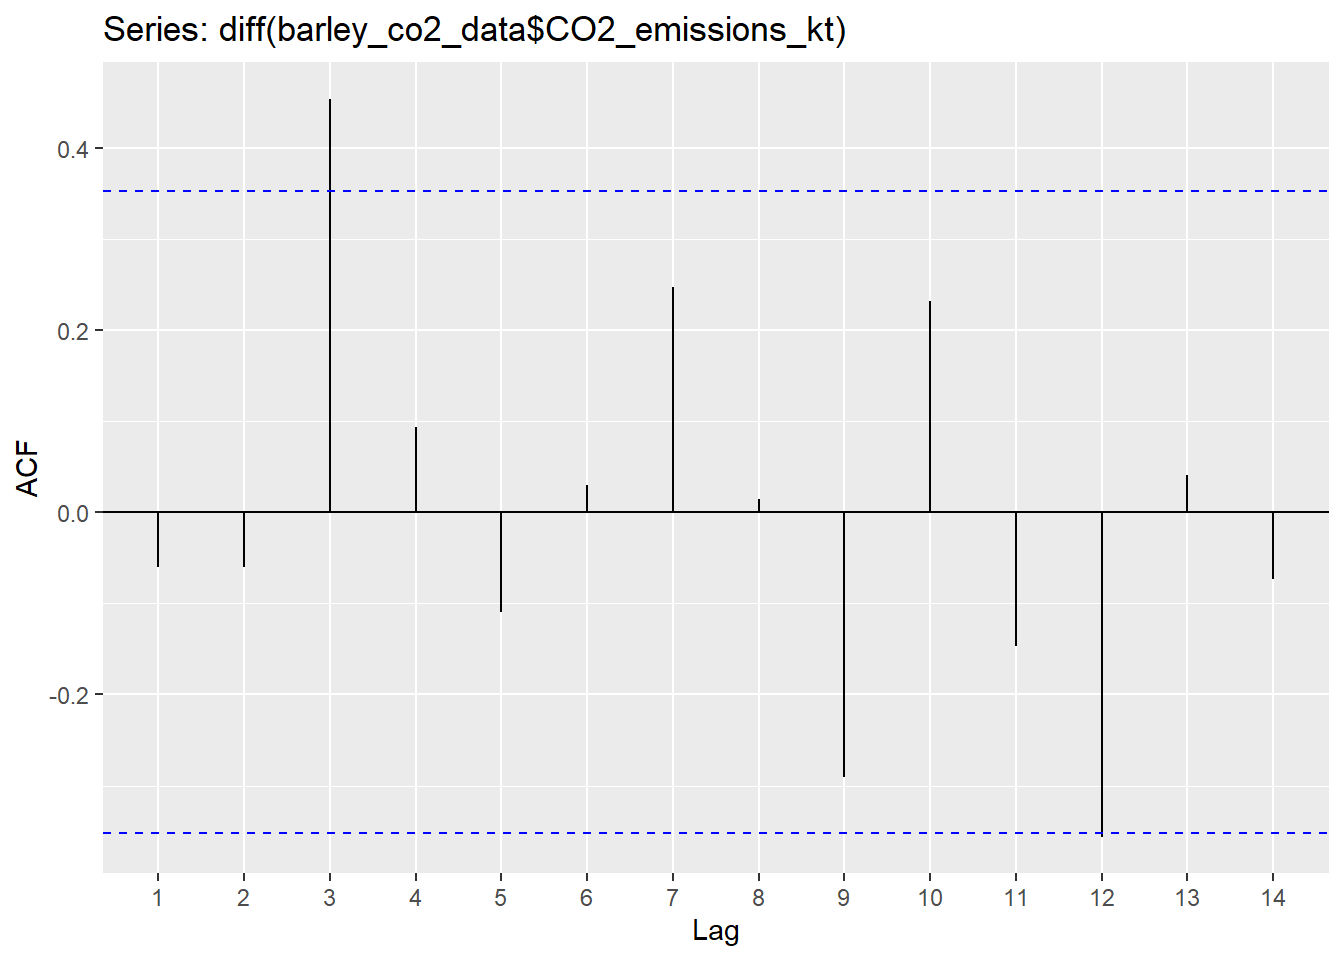 Series: diff(barley_co2_data$CO2_emissions_kt)
0.4
0.2
0.0
-0.2
ACF
1 2 3 4 5 6 7 8 9 10 11 12 13 14
Lag